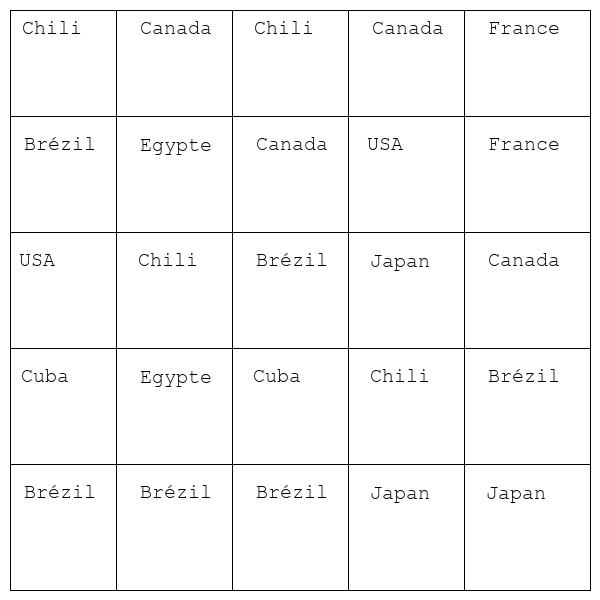 Chili Canada Chili Canada France
Brézil Egypte Canada USA France
USA Chili Brézil Japan Canada
Cuba Egypte Cuba Chili Brézil
Brézil Brézil Brézil Japan Japan